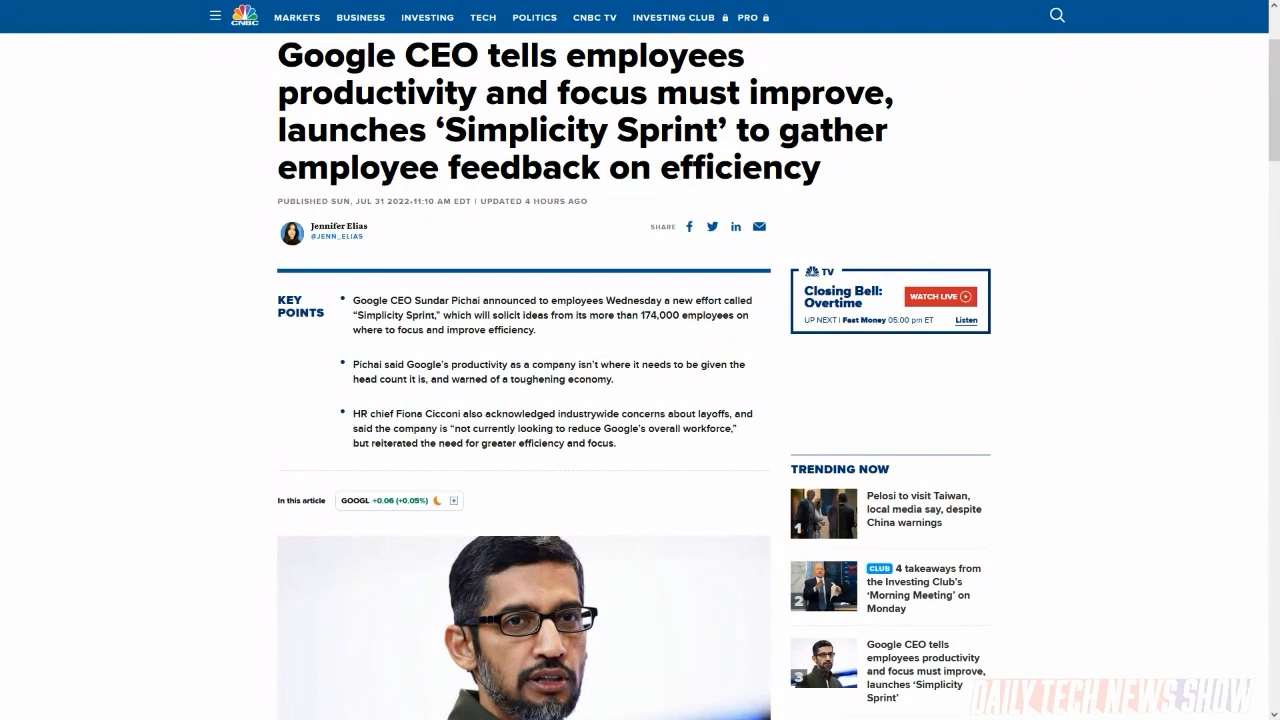 CNBC
MARKETS BUSINESS INVESTING TECH POLITICS CNBC TV INVESTING CLUB PRO
Google CEO tells employees
productivity and focus must improve,
launches ‘Simplicity Sprint’ to gather
employee feedback on efficiency
PUBLISHED SUN, JUL 31 2022•11:10 AM EDT | UPDATED 4 HOURS AGO
Jennifer Elias
@JENN_ELIAS
SHARE
KEY
POINTS
• Google CEO Sundar Pichai announced to employees Wednesday a new effort called
“Simplicity Sprint,” which will solicit ideas from its more than 174,000 employees on
where to focus and improve efficiency.
• Pichai said Google’s productivity as a company isn’t where it needs to be given the
head count it is, and warned of a toughening economy.
• HR chief Fiona Cicconi also acknowledged industrywide concerns about layoffs, and
said the company is “not currently looking to reduce Google’s overall workforce,”
but reiterated the need for greater efficiency and focus.
In this article
GOOGL +0.06 (+0.05%)
TV
Closing Bell:
Overtime
WATCH LIVE
UP NEXT | Fast Money 05:00 pm ET
Listen
TRENDING NOW
1
Pelosi to visit Taiwan,
local media say, despite
China warnings
2
CLUB 4 takeaways from
the Investing Club’s
‘Morning Meeting’ on
Monday
3
Google CEO tells
employees productivity
and focus must improve,
launches ‘Simplicity
Sprint’
DAILY TECH NEWS SHOW